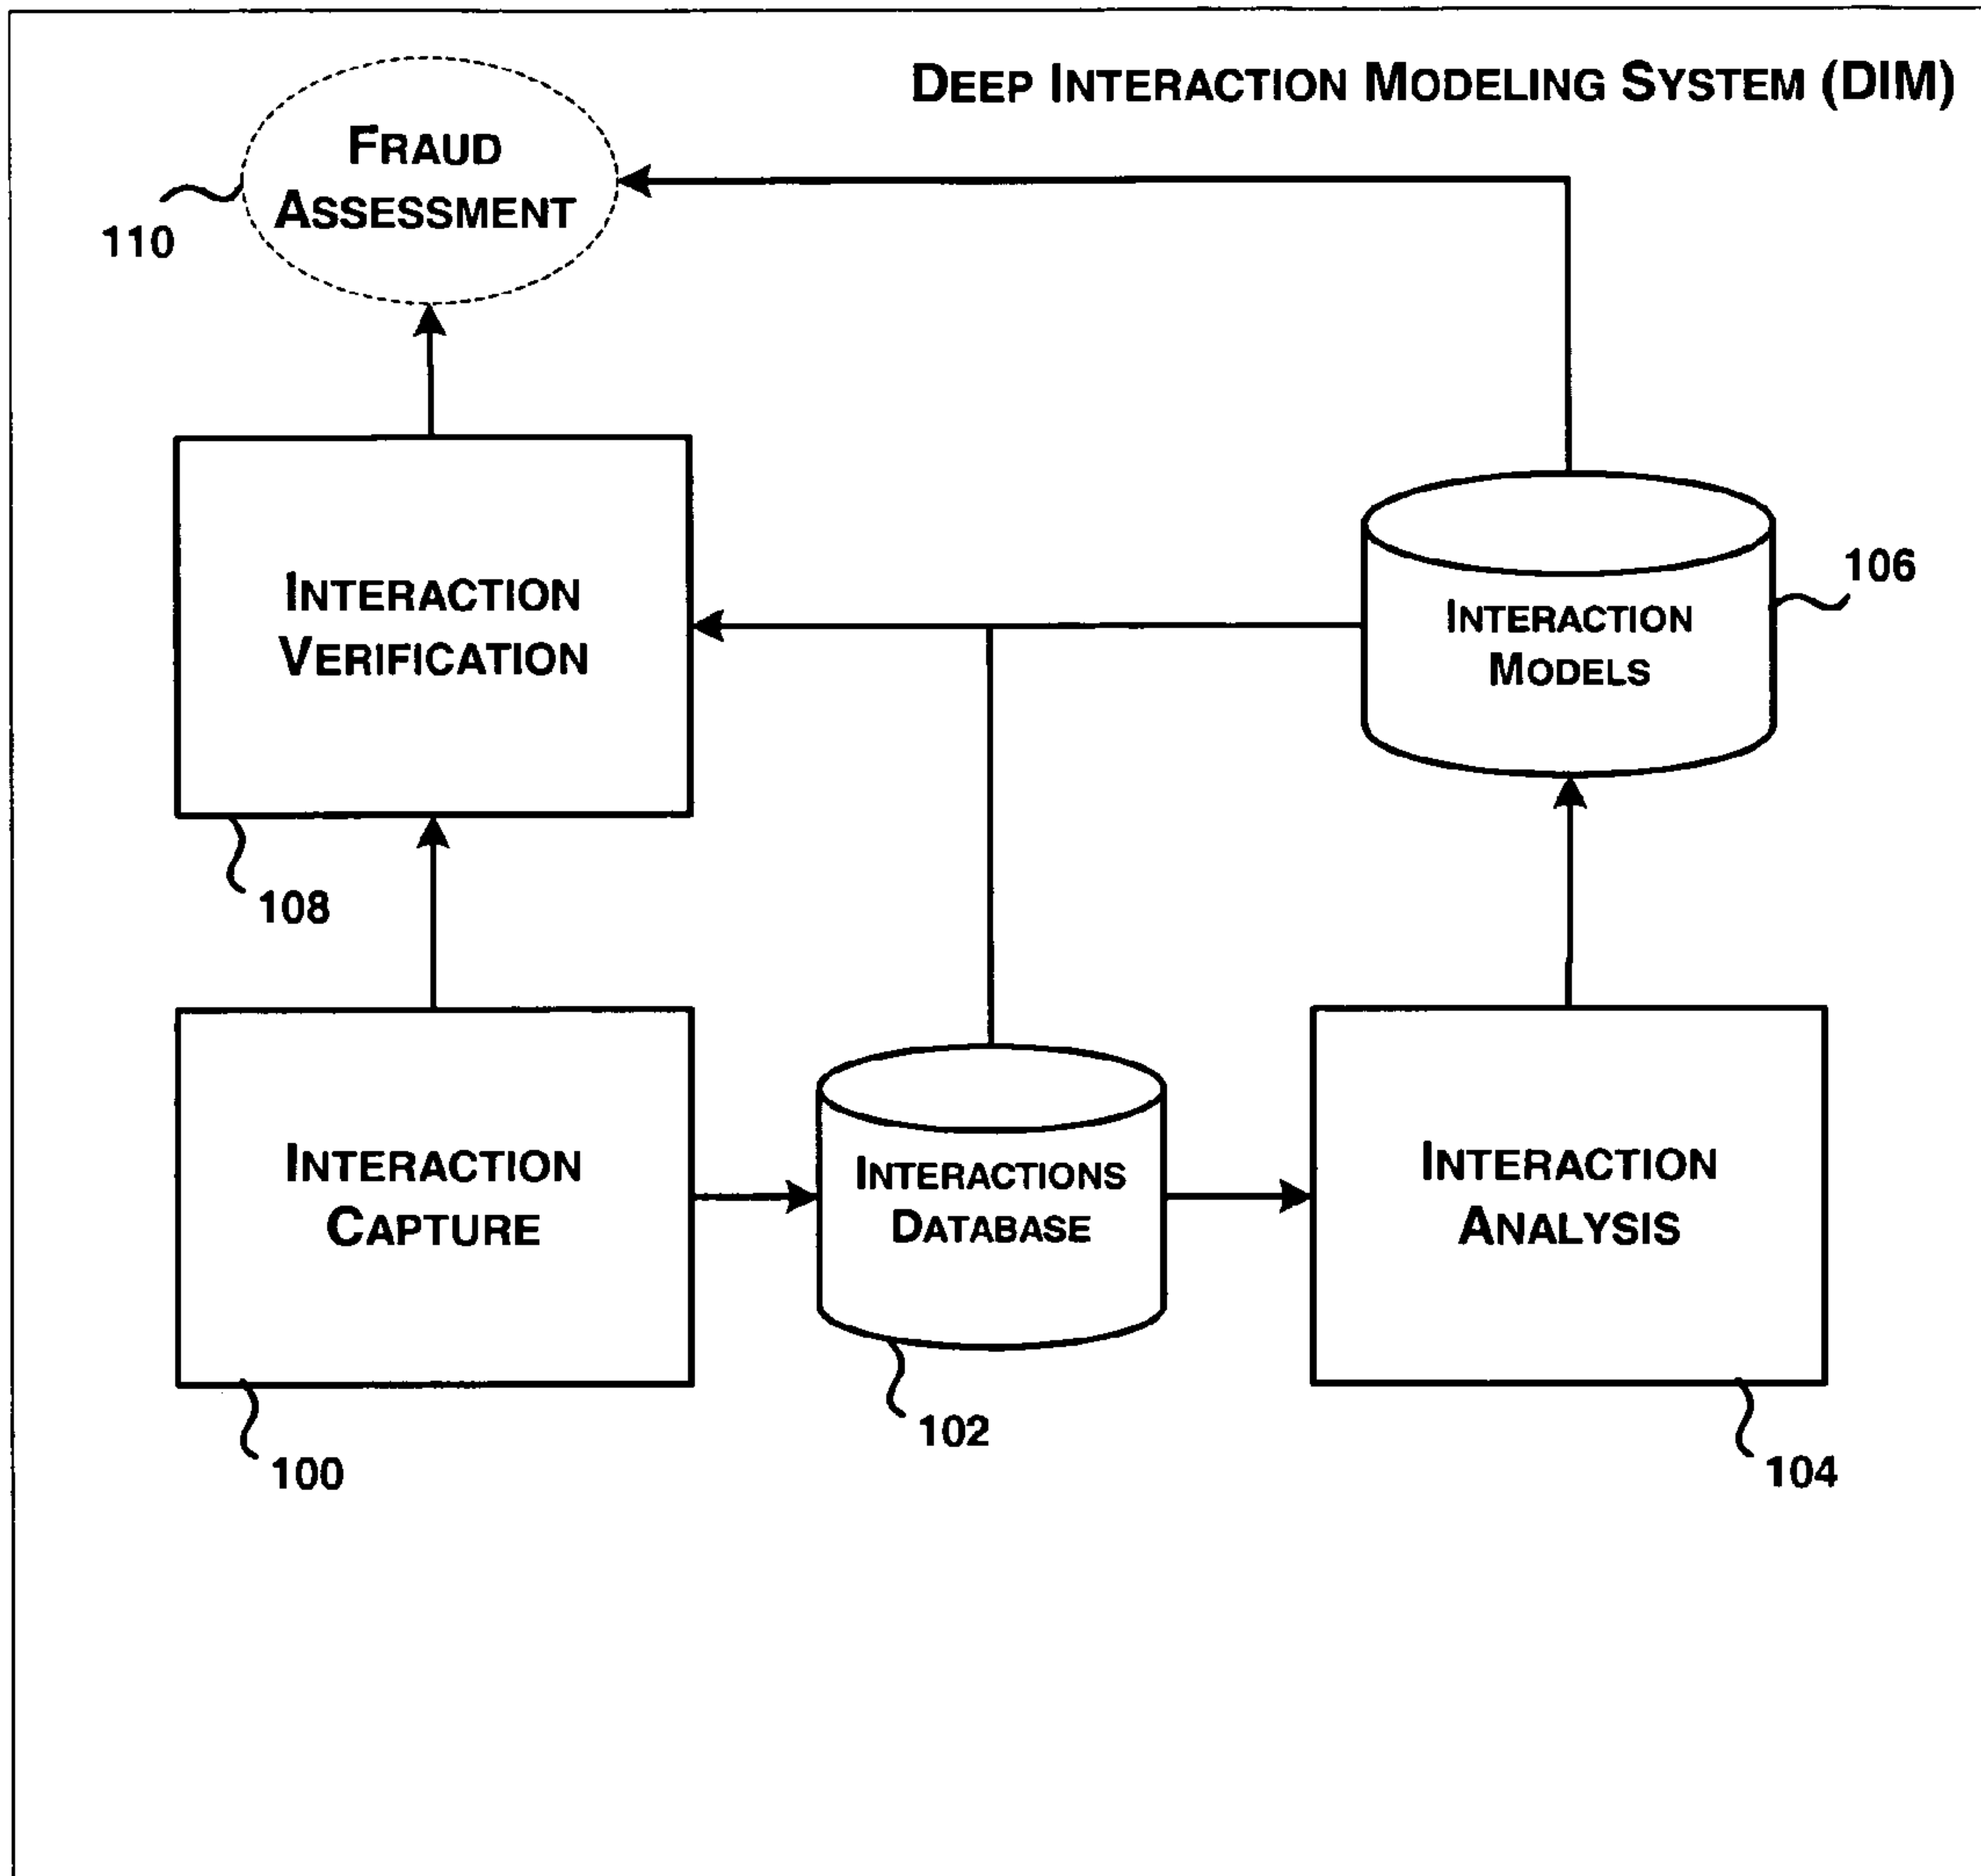 DEEP INTERACTION MODELING SYSTEM (DIM)
FRAUD
ASSESSMENT
110
INTERACTION
VERIFICATION
108
INTERACTION
MODELS
106
INTERACTION
CAPTURE
100
INTERACTIONS
DATABASE
102
INTERACTION
ANALYSIS
104